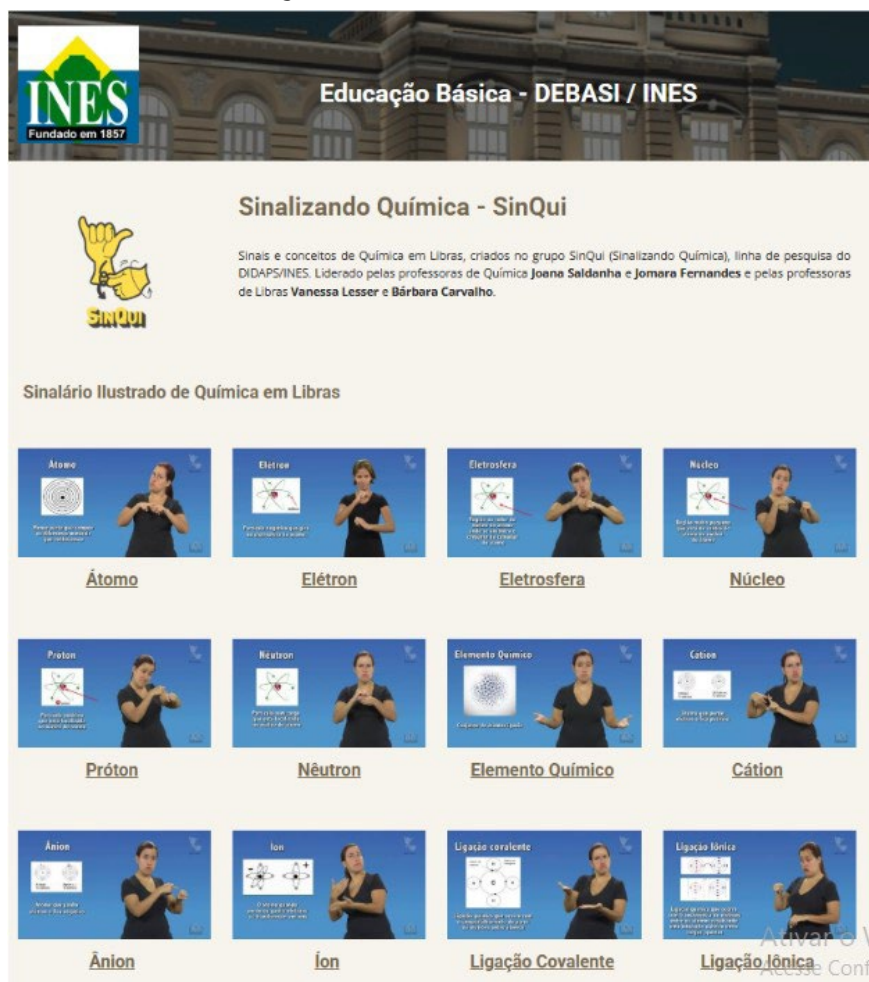 INES
Fundado em 1857
Educação Básica - DEBASI / INES
Sinalizando Química - SinQui
Sinais e conceitos de Química em Libras, criados no grupo SinQui (Sinalizando Química), linha de pesquisa do
DIDAPS/INES. Liderado pelas professoras de Química Joana Saldanha e Jomara Fernandes e pelas professoras
de Libras Vanessa Lesser e Bárbara Carvalho.
SINQUI
Sinalário Ilustrado de Química em Libras
Átomo
Elétron
Eletrosfera
Núcleo
Átomo
Elétron
Eletrosfera
Núcleo
Próton
Nêutron
Elemento Químico
Cátion
Próton
Nêutron
Elemento Químico
Cátion
Ânion
Íon
Ligação covalente
Ligação Iônica
Ânion
Íon
Ligação Covalente
Ligação Iônica
Ativar o
Acesse Conf